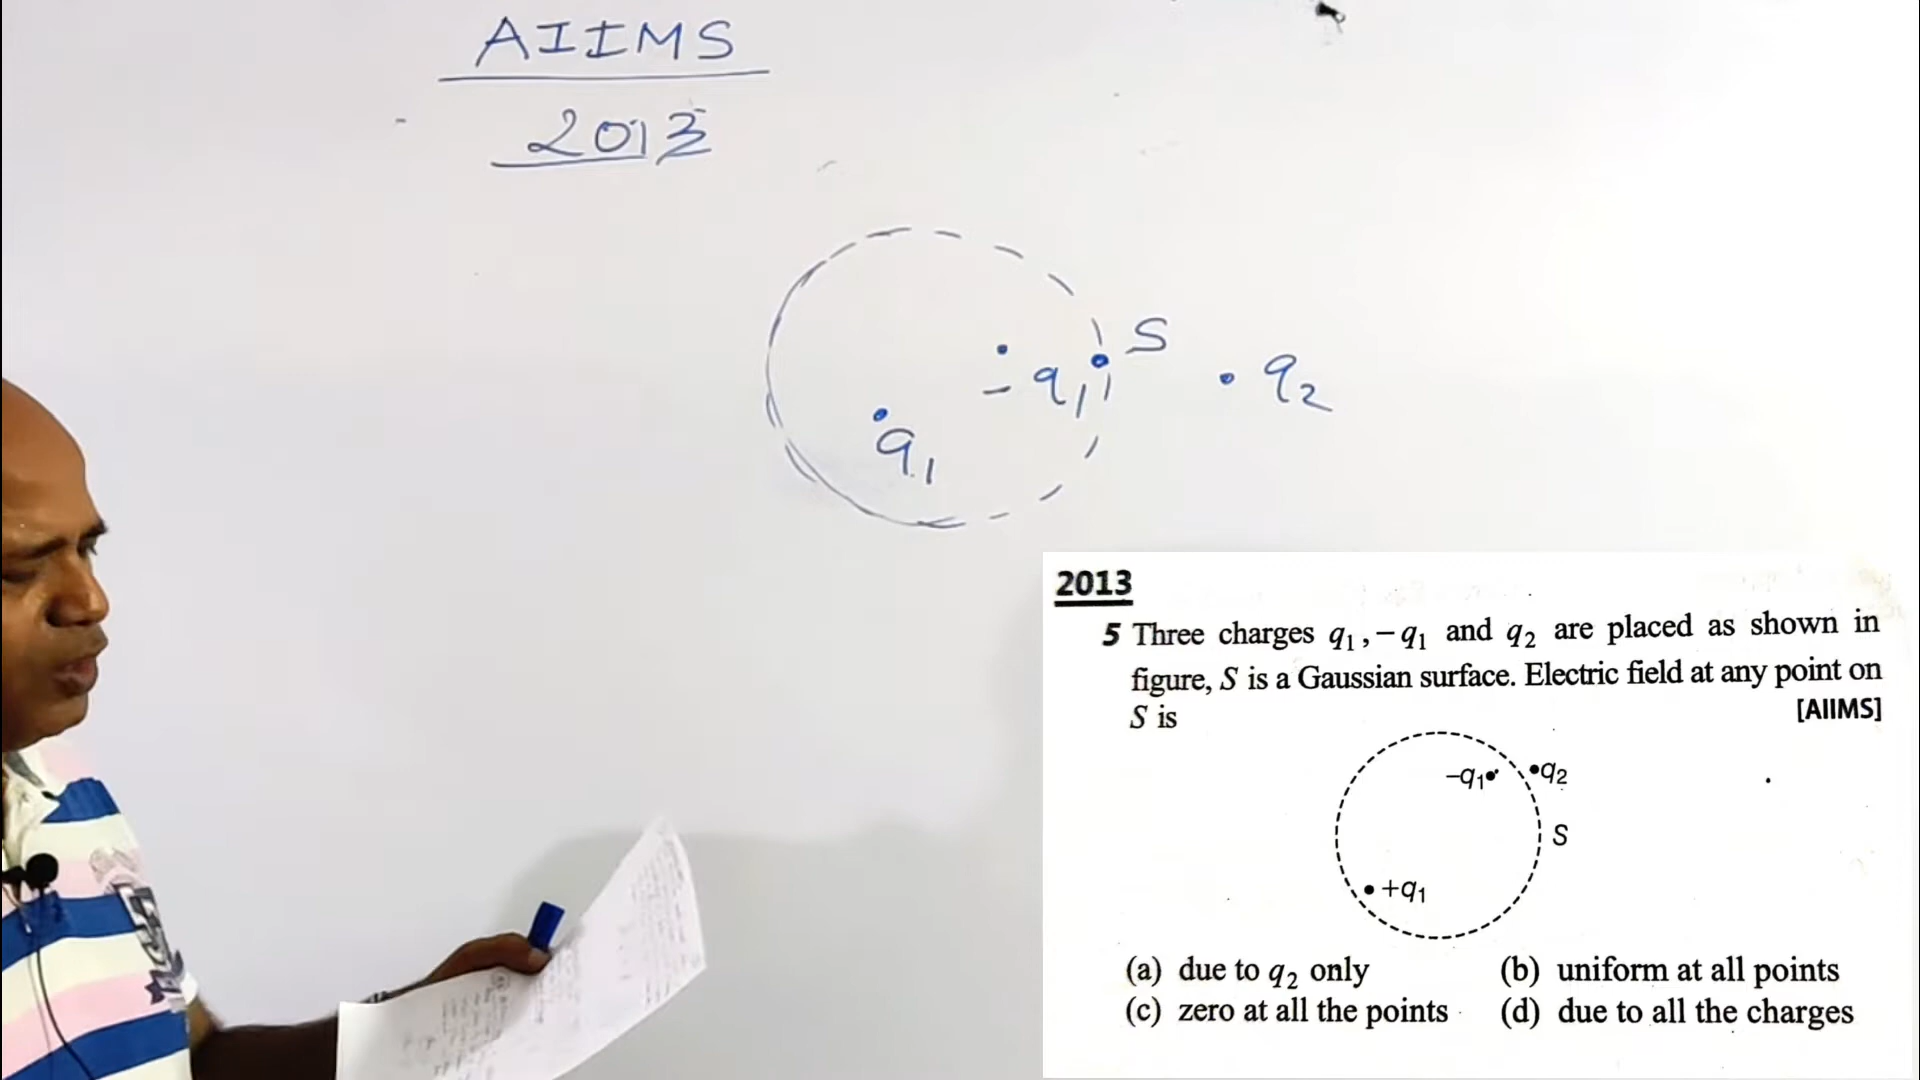 AIIMS
2013
S
-q₁
q₂
q₁
2013
5 Three charges q₁, −q₁ and q₂ are placed as shown in
figure, S is a Gaussian surface. Electric field at any point on
S is [AIIMS]
−q₁
q₂
S
+q₁
(a) due to q₂ only (b) uniform at all points
(c) zero at all the points (d) due to all the charges